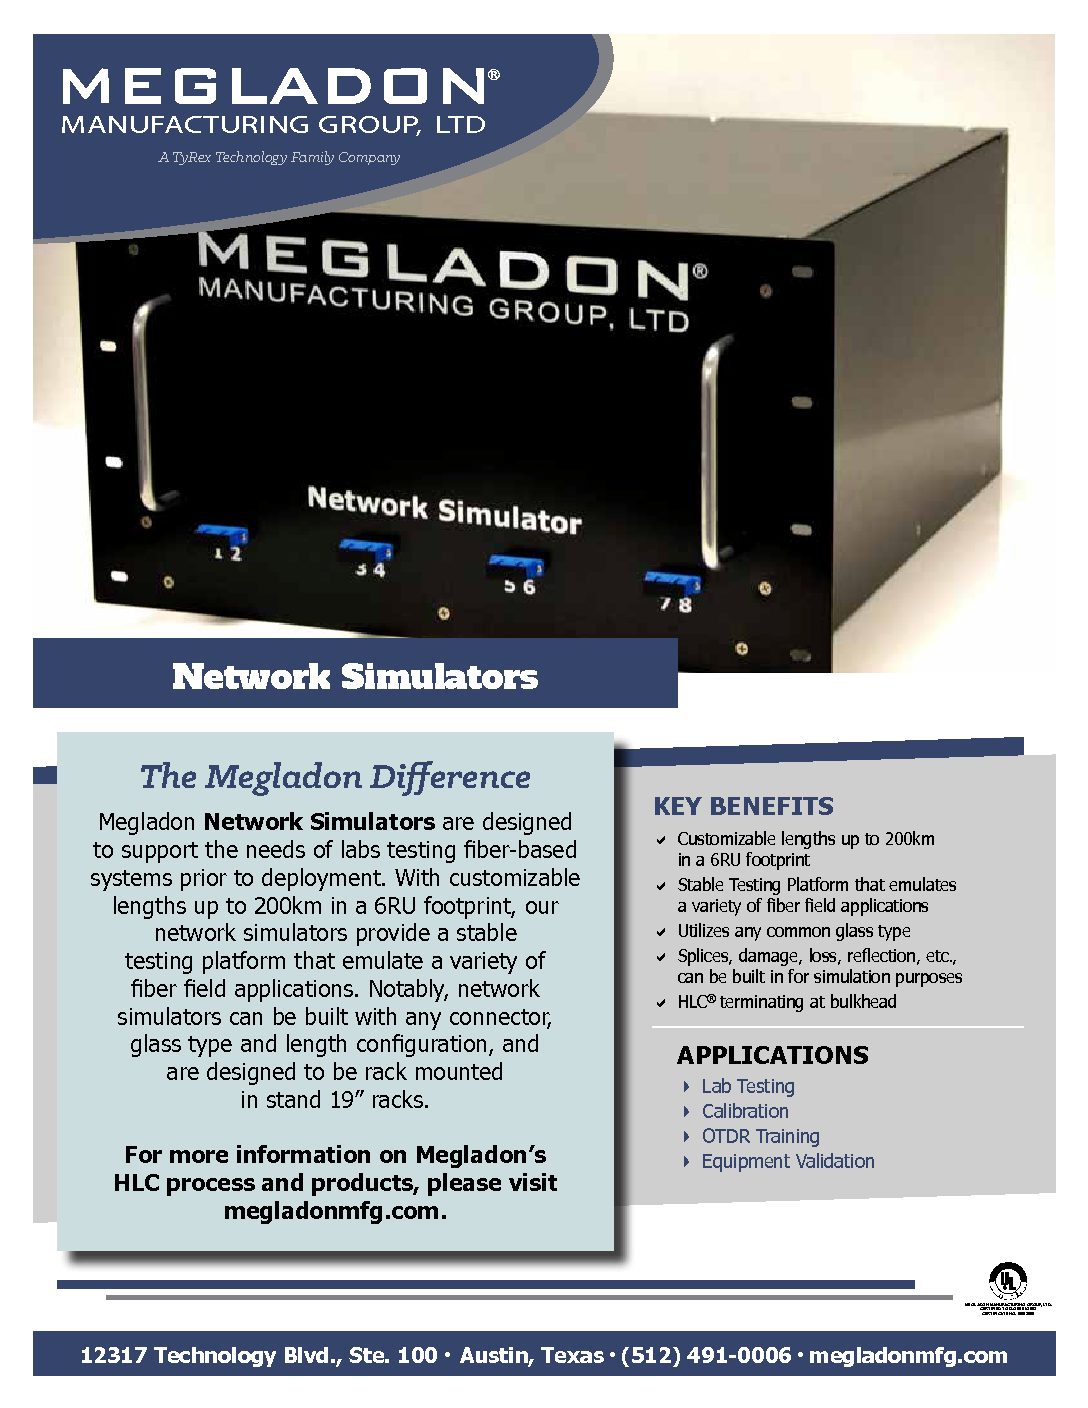 MEGLADON®
MANUFACTURING GROUP, LTD
A TyRex Technology Family Company
MEGLADON®
MANUFACTURING GROUP, LTD
Network Simulator
1 2
3 4
5 6
7 8
Network Simulators
The Megladon Difference
Megladon Network Simulators are designed
to support the needs of labs testing fiber-based
systems prior to deployment. With customizable
lengths up to 200km in a 6RU footprint, our
network simulators provide a stable
testing platform that emulate a variety of
fiber field applications. Notably, network
simulators can be built with any connector,
glass type and length configuration, and
are designed to be rack mounted
in stand 19” racks.
For more information on Megladon’s
HLC process and products, please visit
megladonmfg.com.
KEY BENEFITS
Customizable lengths up to 200km
in a 6RU footprint
Stable Testing Platform that emulates
a variety of fiber field applications
Utilizes any common glass type
Splices, damage, loss, reflection, etc.,
can be built in for simulation purposes
HLC® terminating at bulkhead
APPLICATIONS
Lab Testing
Calibration
OTDR Training
Equipment Validation
UL
MEGLADON MANUFACTURING GROUP, LTD.
12317 Technology Blvd., Ste. 100 • Austin, Texas • (512) 491-0006 • megladonmfg.com